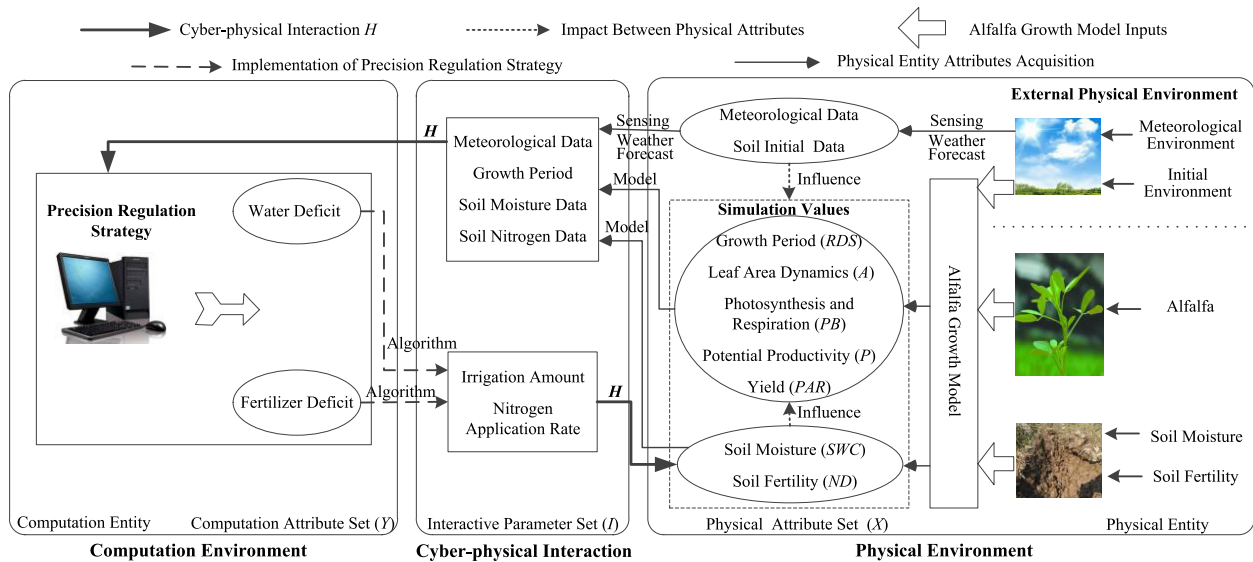 Cyber-physical Interaction H
Impact Between Physical Attributes
Alfalfa Growth Model Inputs
Implementation of Precision Regulation Strategy
Physical Entity Attributes Acquisition
Precision Regulation
Strategy
Water Deficit
Fertilizer Deficit
Computation Entity
Computation Attribute Set (Y)
Computation Environment
H
Algorithm
Algorithm
Meteorological Data
Growth Period
Soil Moisture Data
Soil Nitrogen Data
Irrigation Amount
Nitrogen
Application Rate
Interactive Parameter Set (I)
Cyber-physical Interaction
H
Sensing
Weather
Forecast
Model
Model
Meteorological Data
Soil Initial Data
Influence
Simulation Values
Growth Period (RDS)
Leaf Area Dynamics (A)
Photosynthesis and
Respiration (PB)
Potential Productivity (P)
Yield (PAR)
Influence
Soil Moisture (SWC)
Soil Fertility (ND)
Physical Attribute Set (X)
Sensing
Weather
Forecast
Alfalfa Growth Model
External Physical Environment
Meteorological
Environment
Initial
Environment
Alfalfa
Soil Moisture
Soil Fertility
Physical Entity
Physical Environment